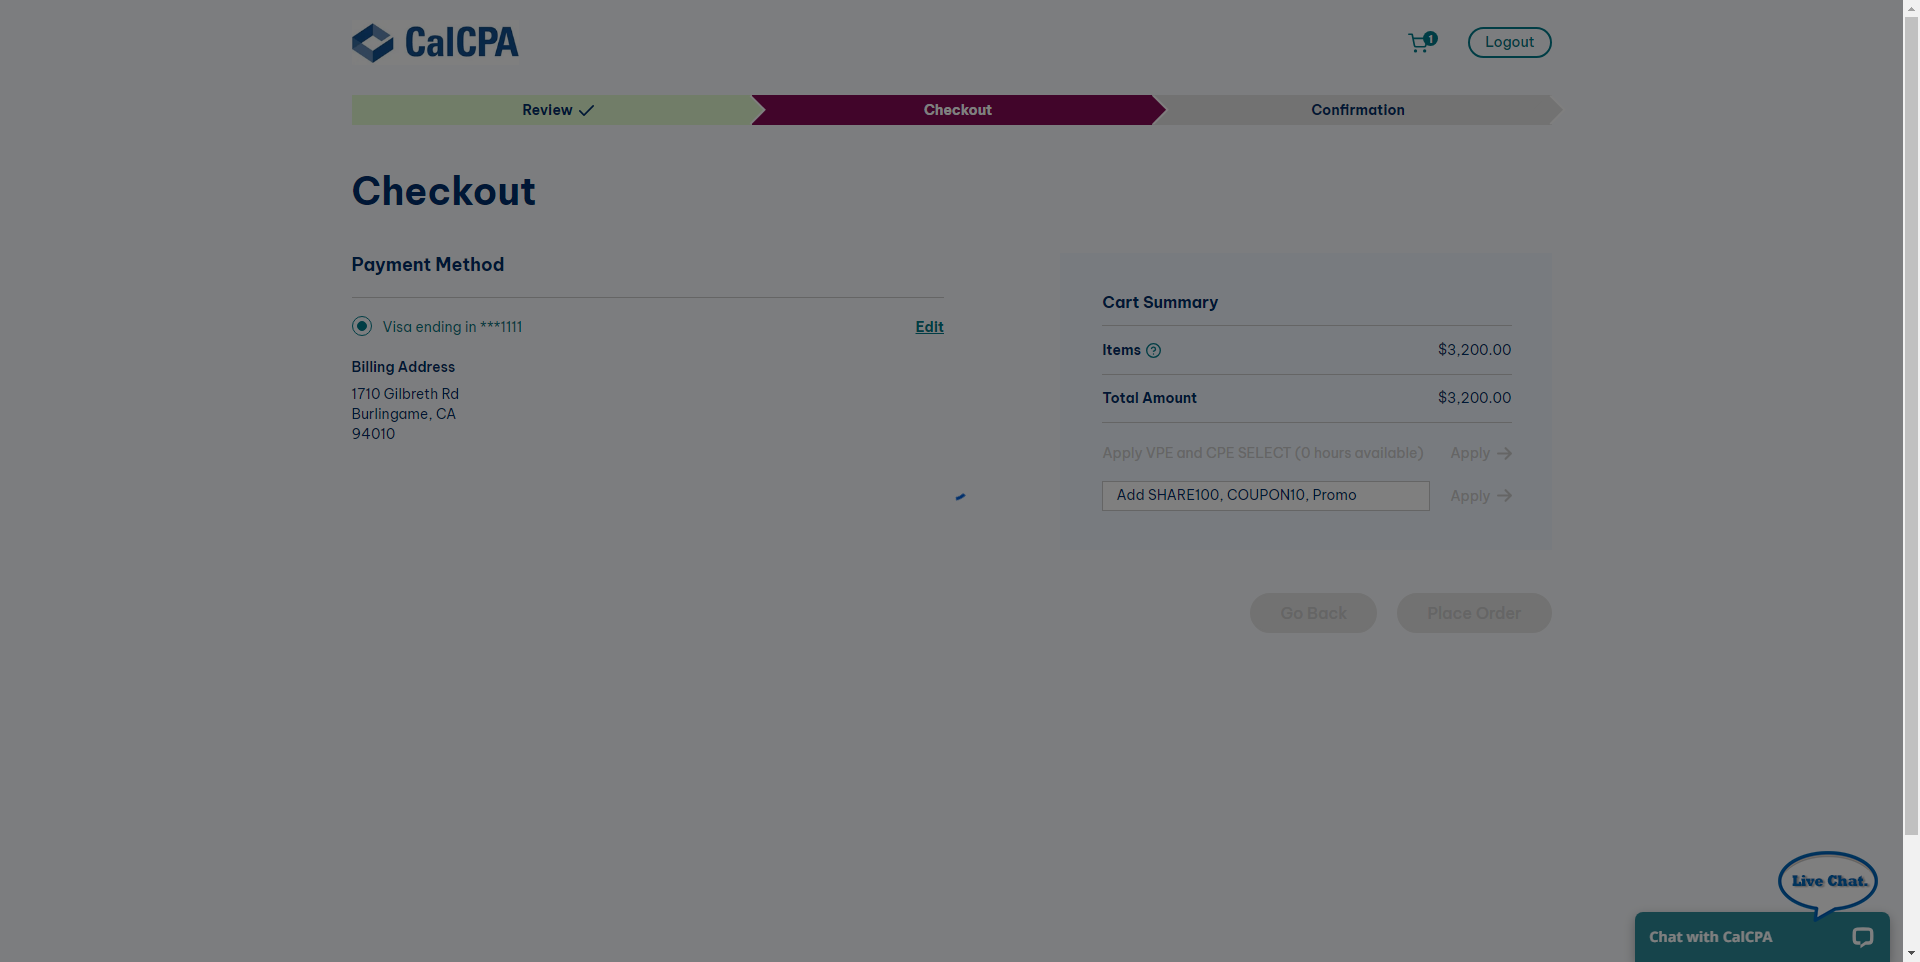 CalCPA
1
Logout
Review
Checkout
Confirmation
Checkout
Payment Method
Visa ending in ***1111
Edit
Billing Address
1710 Gilbreth Rd
Burlingame, CA
94010
Cart Summary
Items ?
$3,200.00
Total Amount
$3,200.00
Apply VPE and CPE SELECT (0 hours available)
Apply
Add SHARE100, COUPON10, Promo
Apply
Go Back
Place Order
Live Chat.
Chat with CalCPA